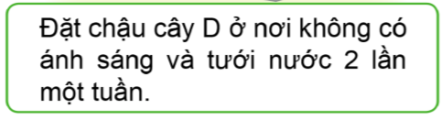 Đặt chậu cây D ở nơi không có
ánh sáng và tưới nước 2 lần
một tuần.